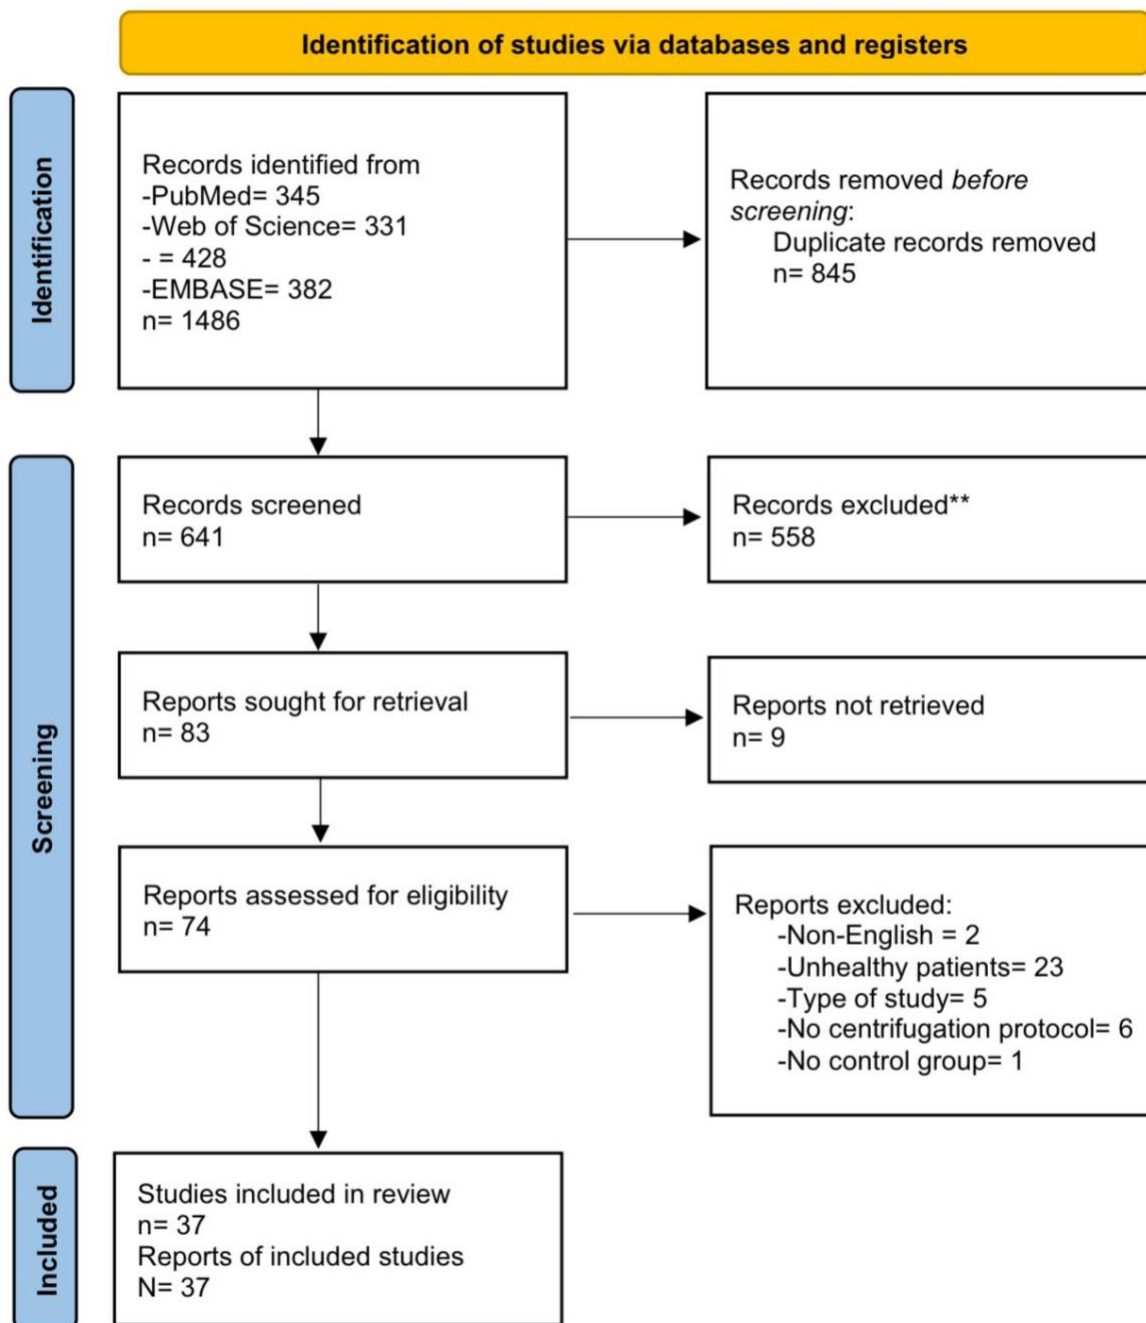 Identification of studies via databases and registers
Identification
Records identified from
-PubMed= 345
-Web of Science= 331
- = 428
-EMBASE= 382
n= 1486
Records removed before
screening:
Duplicate records removed
n= 845
Screening
Records screened
n= 641
Records excluded**
n= 558
Reports sought for retrieval
n= 83
Reports not retrieved
n= 9
Reports assessed for eligibility
n= 74
Reports excluded:
-Non-English = 2
-Unhealthy patients= 23
-Type of study= 5
-No centrifugation protocol= 6
-No control group= 1
Included
Studies included in review
n= 37
Reports of included studies
N= 37